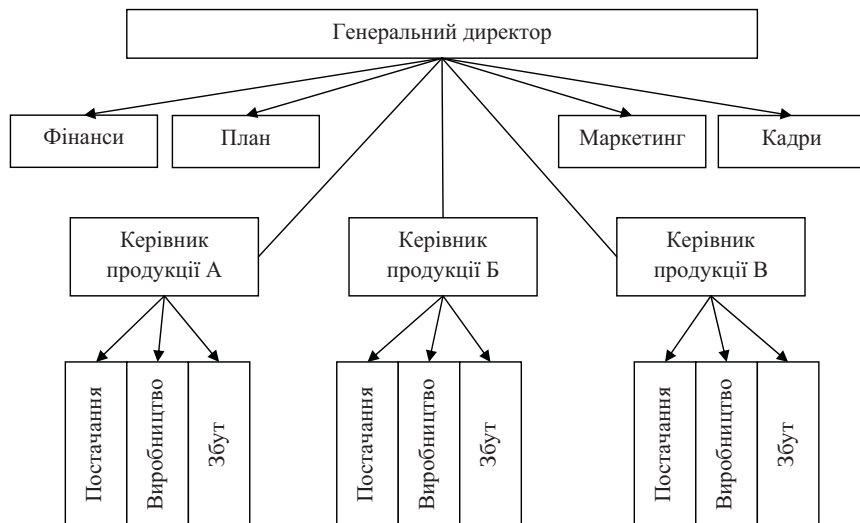 Генеральний директор
Фінанси
План
Маркетинг
Кадри
Керівник
продукції А
Керівник
продукції Б
Керівник
продукції В
Постачання
Виробництво
Збут
Постачання
Виробництво
Збут
Постачання
Виробництво
Збут